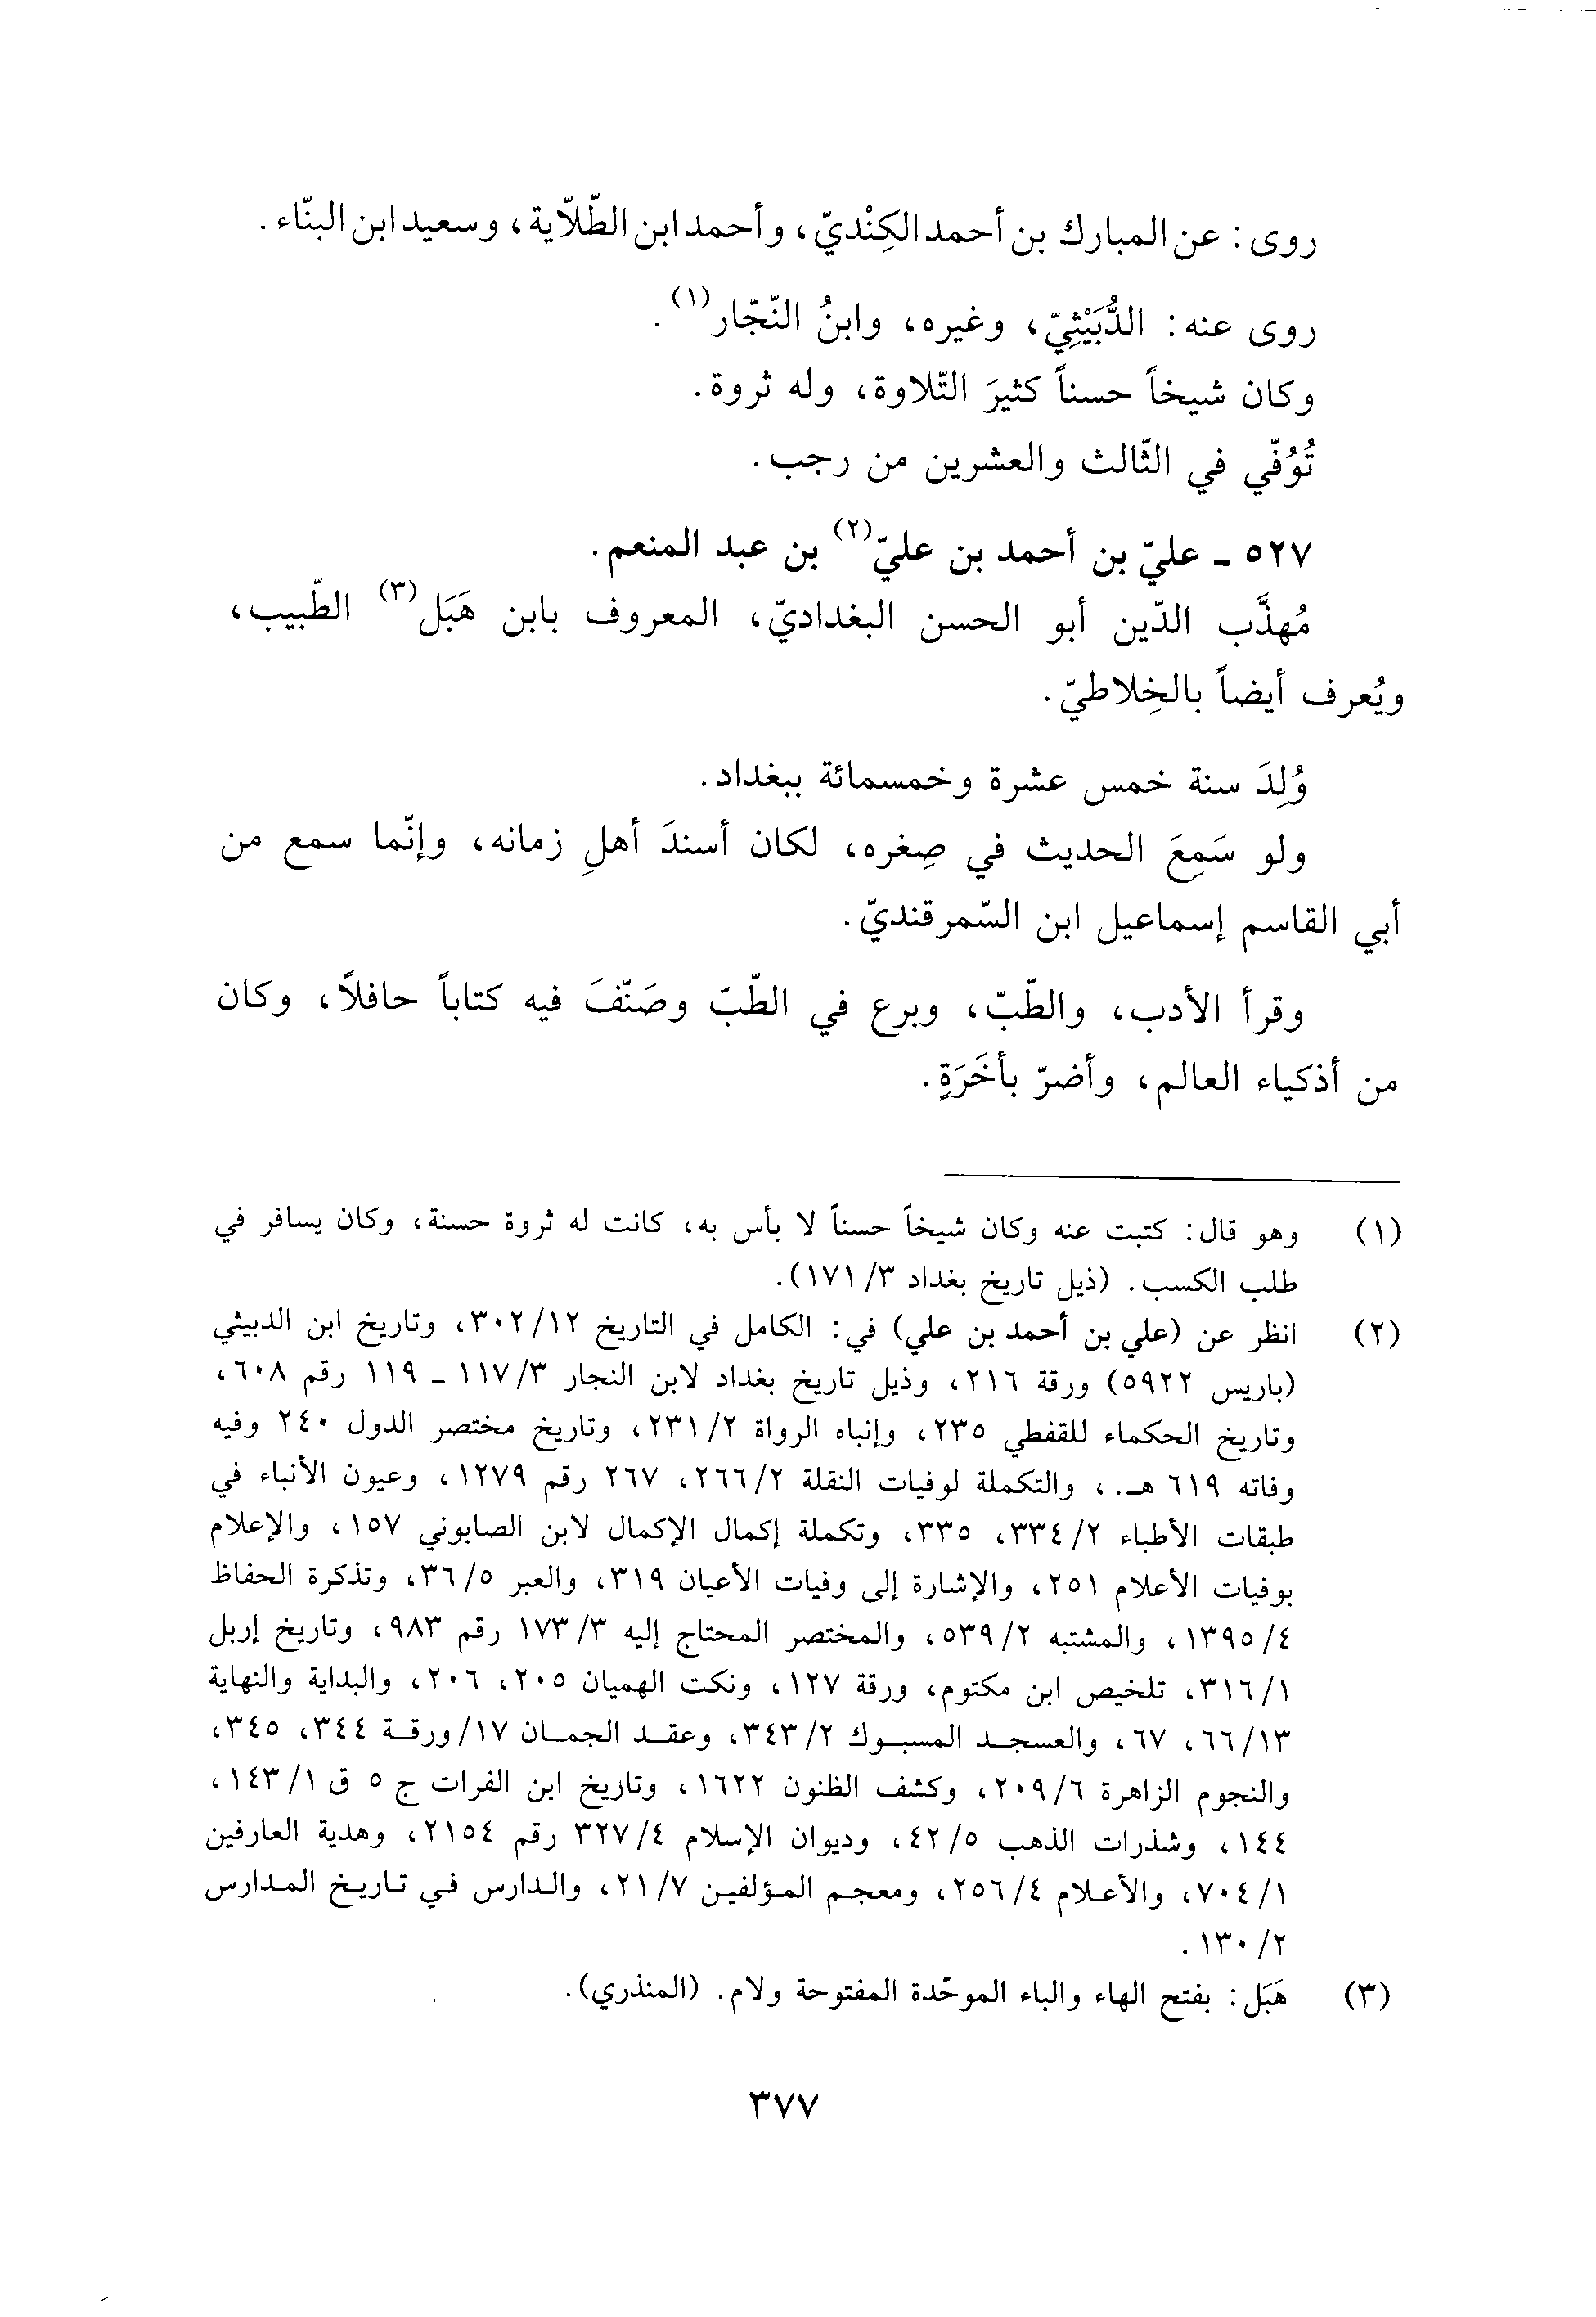 روى: عن المبارك بن أحمد الكِنْديّ، وأحمد ابن الطّلاّية، وسعيد ابن البنّاء.
روى عنه: الدُّبَيْثِيّ، وغيره، وابنُ النّجّار(١).
وكان شيخاً حسناً كثيرَ التّلاوة، وله ثروة.
تُوُفّي في الثّالث والعشرين من رجب.
٥٢٧ ـ عليّ بن أحمد بن عليّ(٢) بن عبد المنعم.
مُهذَّب الدّين أبو الحسن البغداديّ، المعروف بابن هَبَل(٣) الطّبيب،
ويُعرف أيضاً بالخِلاطيّ.
وُلِدَ سنة خمس عشرة وخمسمائة ببغداد.
ولو سَمِعَ الحديث في صِغره، لكان أسندَ أهلِ زمانه، وإنّما سمع من
أبي القاسم إسماعيل ابن السّمرقنديّ.
وقرأ الأدب، والطّبّ، وبرع في الطّبّ وصَنّفَ فيه كتاباً حافلاً، وكان
من أذكياء العالم، وأضرّ بأخَرَةٍ.
(١) وهو قال: كتبت عنه وكان شيخاً حسناً لا بأس به، كانت له ثروة حسنة، وكان يسافر في
طلب الكسب. (ذيل تاريخ بغداد ٣/ ١٧١).
(٢) انظر عن (علي بن أحمد بن علي) في: الكامل في التاريخ ١٢/ ٣٠٢، وتاريخ ابن الدبيثي
(باريس ٥٩٢٢) ورقة ٢١٦، وذيل تاريخ بغداد لابن النجار ٣/ ١١٧ ـ ١١٩ رقم ٦٠٨،
وتاريخ الحكماء للقفطي ٢٣٥، وإنباه الرواة ٢/ ٢٣١، وتاريخ مختصر الدول ٢٤٠ وفيه
وفاته ٦١٩ هـ.، والتكملة لوفيات النقلة ٢/ ٢٦٦، ٢٦٧ رقم ١٢٧٩، وعيون الأنباء في
طبقات الأطباء ٢/ ٣٣٤، ٣٣٥، وتكملة إكمال الإكمال لابن الصابوني ١٥٧، والإعلام
بوفيات الأعلام ٢٥١، والإشارة إلى وفيات الأعيان ٣١٩، والعبر ٥/ ٣٦، وتذكرة الحفاظ
٤/ ١٣٩٥، والمشتبه ٢/ ٥٣٩، والمختصر المحتاج إليه ٣/ ١٧٣ رقم ٩٨٣، وتاريخ إربل
١/ ٣١٦، تلخيص ابن مكتوم، ورقة ١٢٧، ونكت الهميان ٢٠٥، ٢٠٦، والبداية والنهاية
١٣/ ٦٦، ٦٧، والعسجد المسبوك ٢/ ٣٤٣، وعقد الجمان ١٧/ ورقة ٣٤٤، ٣٤٥،
والنجوم الزاهرة ٦/ ٢٠٩، وكشف الظنون ١٦٢٢، وتاريخ ابن الفرات ج ٥ ق ١/ ١٤٣،
١٤٤، وشذرات الذهب ٥/ ٤٢، وديوان الإسلام ٤/ ٣٢٧ رقم ٢١٥٤، وهدية العارفين
١/ ٧٠٤، والأعلام ٤/ ٢٥٦، ومعجم المؤلفين ٧/ ٢١، والدارس في تاريخ المدارس
٢/ ١٣٠.
(٣) هَبَل: بفتح الهاء والباء الموحّدة المفتوحة ولام. (المنذري).
٣٧٧